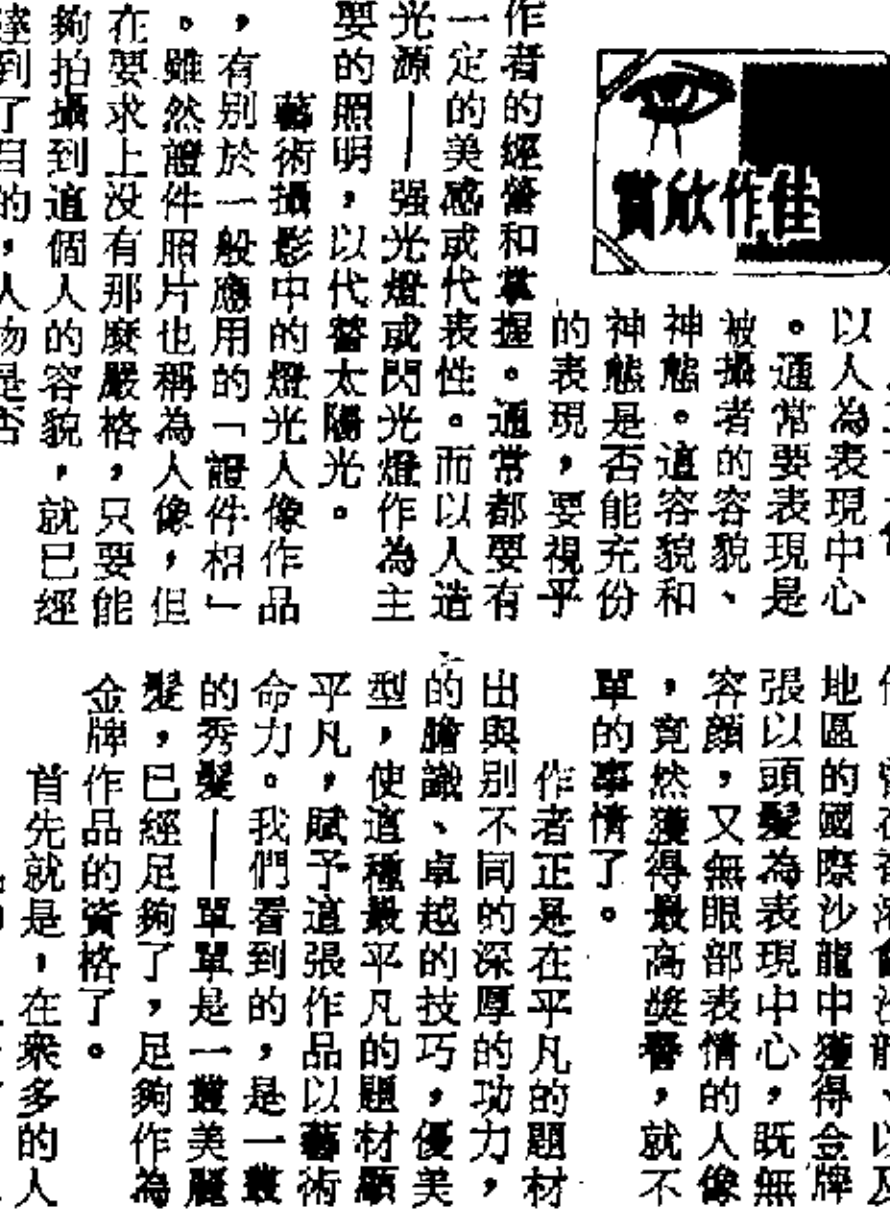 佳作欣賞
以人為表現中心
。通常要表現是
被攝者的容貌、
神態。這容貌和
神態是否能充份
的表現,要視乎
作者的經營和掌握。通常都要有
一定的美感或代表性。而以人造
光源——强光燈或閃光燈作為主
要的照明,以代替太陽光。
藝術攝影中的燈光人像作品
,有別於一般應用的「證件相」
。雖然證件照片也稱為人像,但
在要求上没有那麽嚴格,只要能
夠拍攝到這個人的容貌,就已經
達到了目的,人物是否
地區的國際沙龍中獲得金牌
張以頭髮為表現中心,既無
容顏,又無眼部表情的人像
,竟然獲得最高奬譽,就不
單的事情了。
作者正是在平凡的題材
出與別不同的深厚的功力,
的膽識、卓越的技巧,優美
型,使這種最平凡的題材顯
平凡,賦予這張作品以藝術
命力。我們看到的,是一叢
的秀髮——單單是一叢美麗
髮,已經足夠了,足夠作為
金牌作品的資格了。
首先就是,在衆多的人